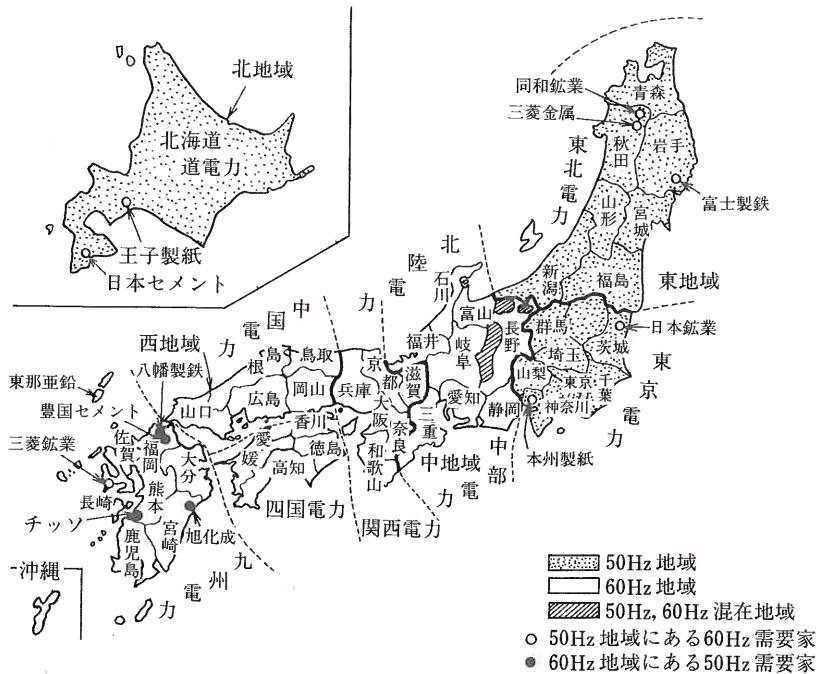 北地域
北海道
道電力
王子製紙
日本セメント
同和鉱業
三菱金属
青森
秋田
岩手
富士製鉄
山形
宮城
東北電力
新潟
福島
東地域
北陸電力
石川
富山
福井
岐阜
長野
群馬
茨城
日本鉱業
埼玉
山梨
東京
千葉
神奈川
東京電力
本州製紙
愛知
静岡
三重
中地域
中部電力
滋賀
京都
大阪
兵庫
奈良
和歌山
関西電力
中国電力
西地域
鳥取
島根
岡山
広島
山口
香川
愛媛
徳島
高知
四国電力
八幡製鉄
東那亜鉛
豊国セメント
三菱鉱業
佐賀
福岡
大分
長崎
熊本
チッソ
宮崎
旭化成
鹿児島
九州電力
沖縄
50Hz 地域
60Hz 地域
50Hz, 60Hz 混在地域
50Hz 地域にある60Hz 需要家
60Hz 地域にある50Hz 需要家